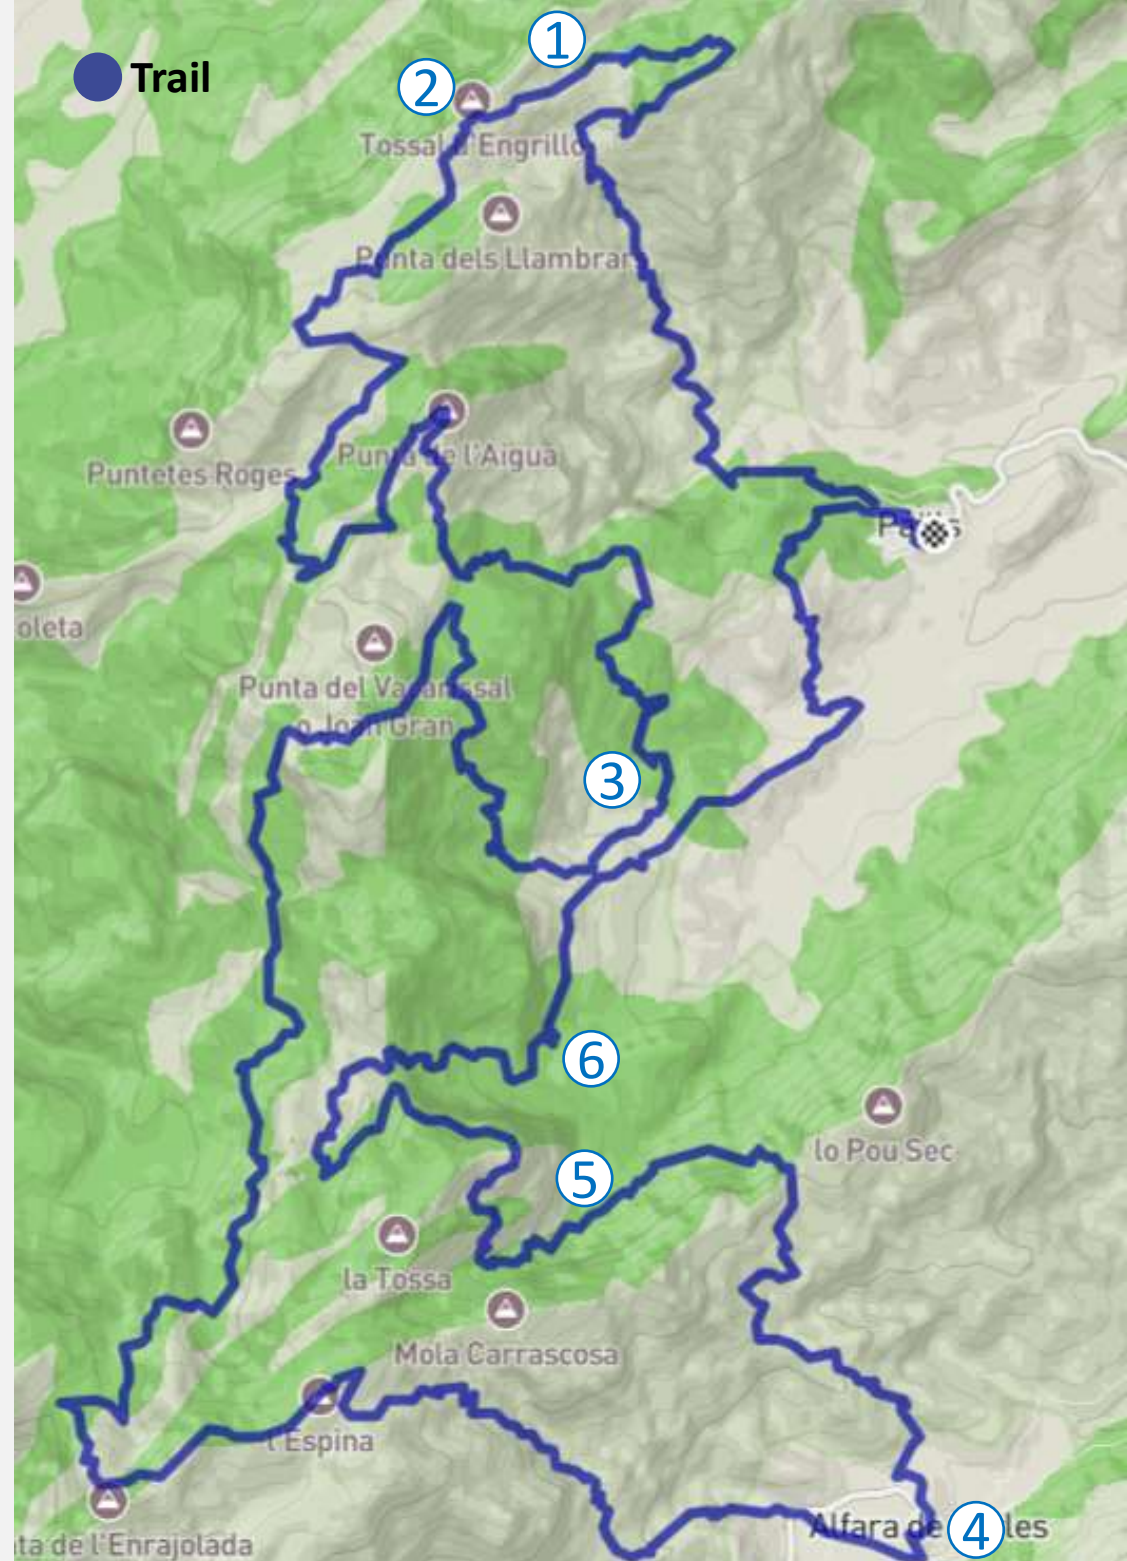 1
Trail
2
Tossal d'Engrillo
Punta dels Llambrar
Punta de l'Aigua
Puntetes Roges
oleta
Punta del Vacarissal
o Joan Gran
3
6
lo Pou Sec
5
la Tossa
Mola Carrascosa
l'Espina
Alfara de les
4
ta de l'Enrajolada